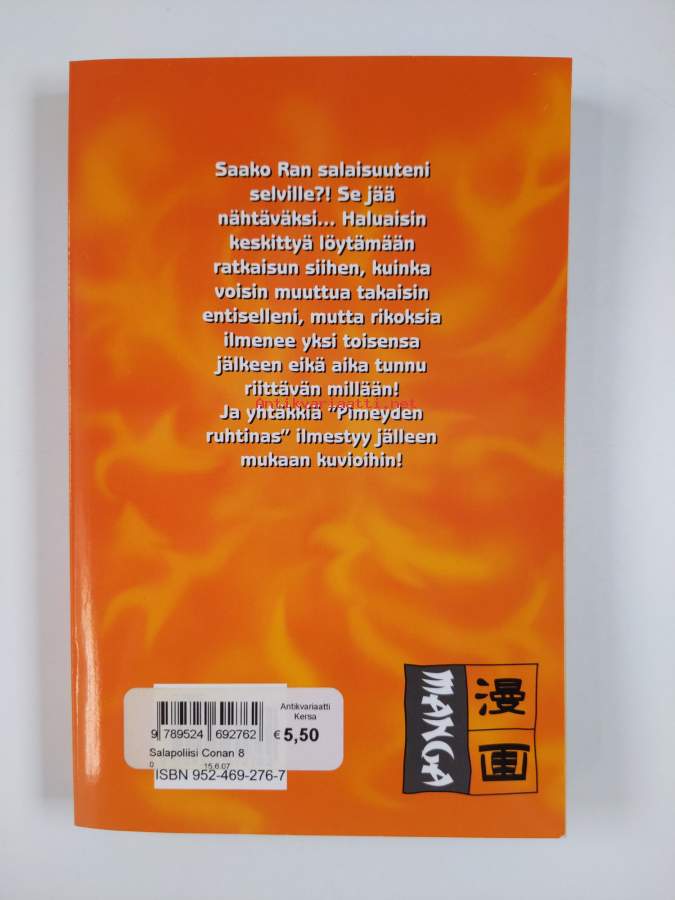 Saako Ran salaisuuteni
selville?! Se jää
nähtäväksi... Haluaisin
keskittyä löytämään
ratkaisun siihen, kuinka
voisin muuttua takaisin
entiselleni, mutta rikoksia
ilmenee yksi toisensa
jälkeen eikä aika tunnu
riittävän millään!
Antikvariaatti.net
Ja yhtäkkiä "Pimeyden
ruhtinas" ilmestyy jälleen
mukaan kuvioihin!
MANGA
漫画
Antikvariaatti
Kersa
9 789524 692762
€ 5,50
Salapoliisi Conan 8
0 15.6.07
ISBN 952-469-276-7